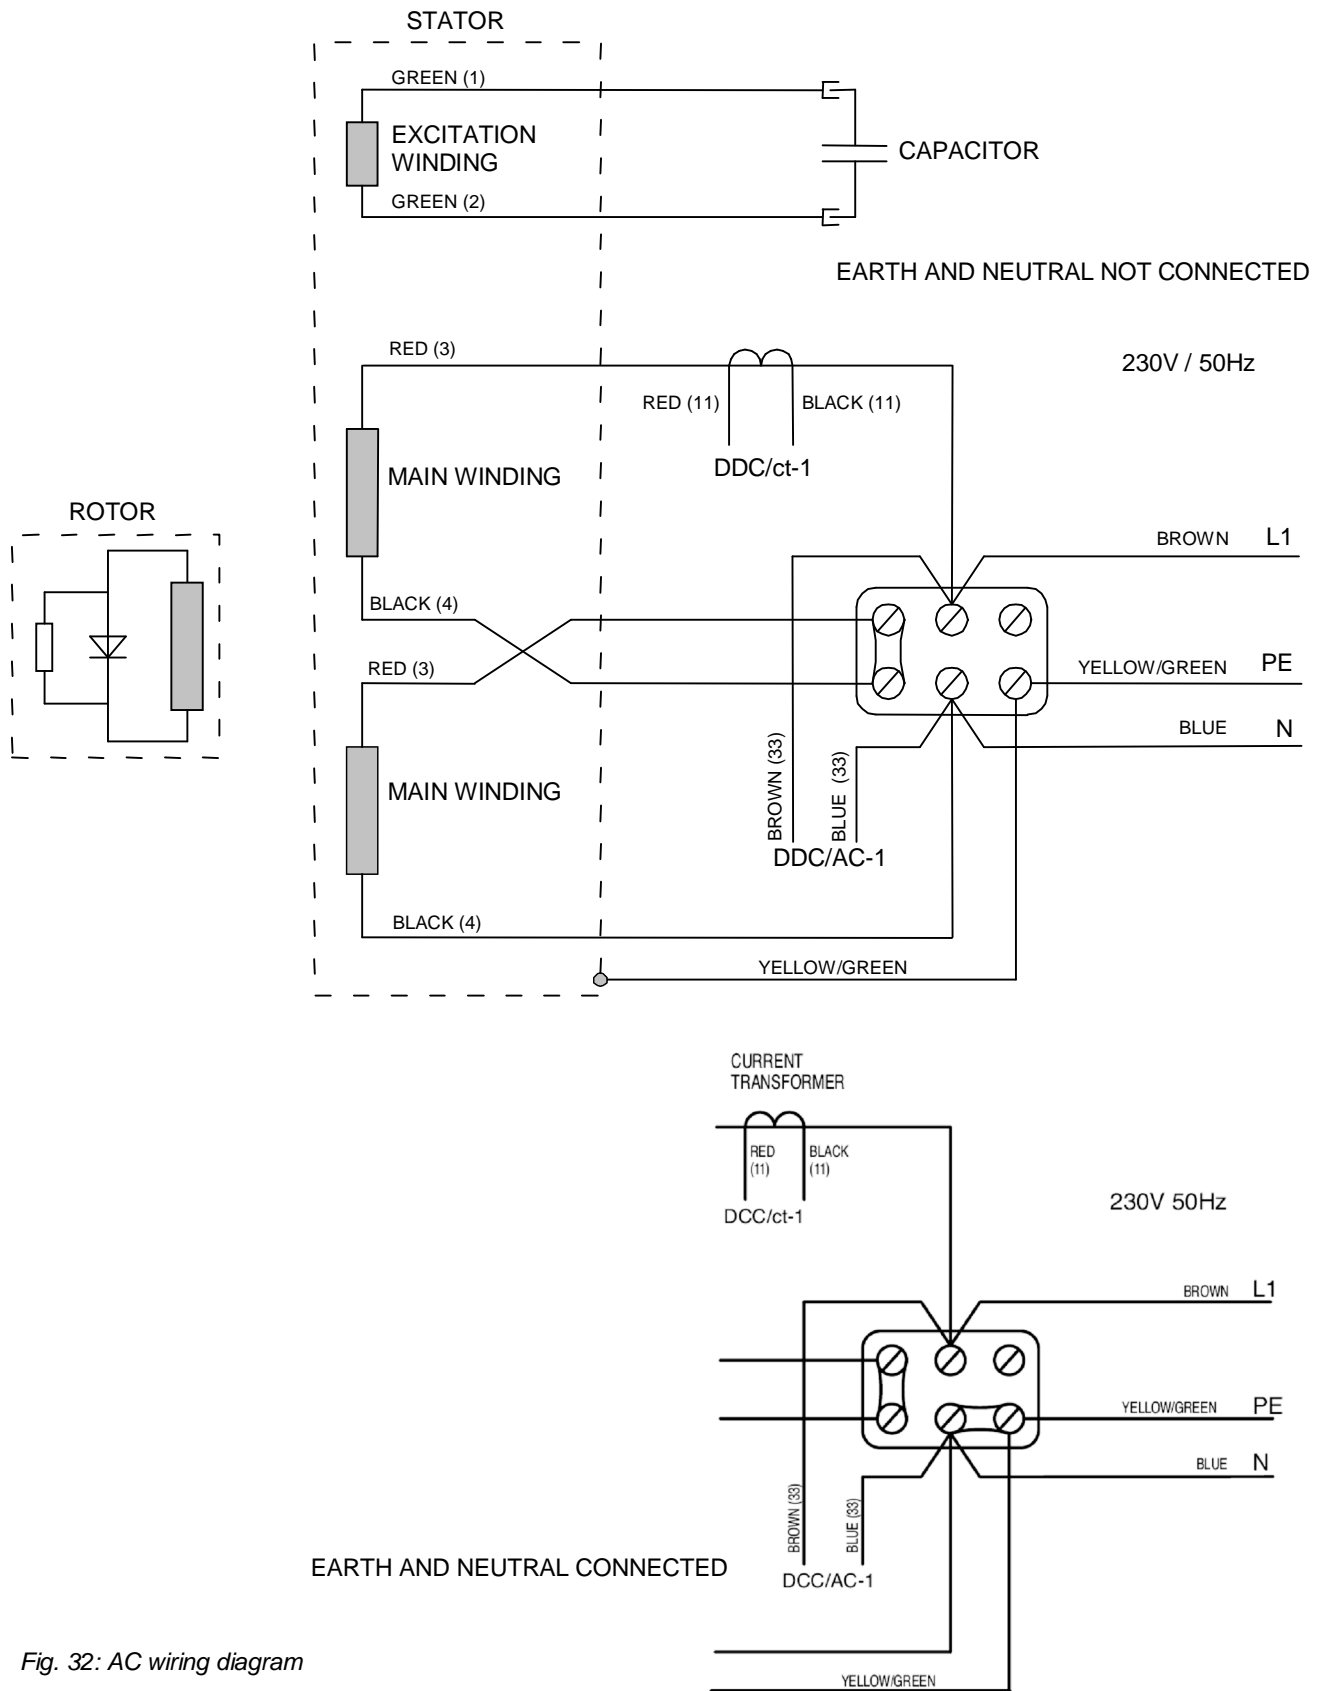 STATOR
GREEN (1)
EXCITATION
WINDING
CAPACITOR
GREEN (2)
EARTH AND NEUTRAL NOT CONNECTED
RED (3)
230V / 50Hz
RED (11)
BLACK (11)
DDC/ct-1
MAIN WINDING
ROTOR
BROWN L1
BLACK (4)
RED (3)
YELLOW/GREEN PE
BLUE N
BROWN (33)
BLUE (33)
MAIN WINDING
DDC/AC-1
BLACK (4)
YELLOW/GREEN
CURRENT
TRANSFORMER
RED
(11)
BLACK
(11)
DCC/ct-1
230V 50Hz
BROWN L1
YELLOW/GREEN PE
BLUE N
BROWN (33)
BLUE (33)
EARTH AND NEUTRAL CONNECTED
DCC/AC-1
Fig. 32: AC wiring diagram
YELLOW/GREEN